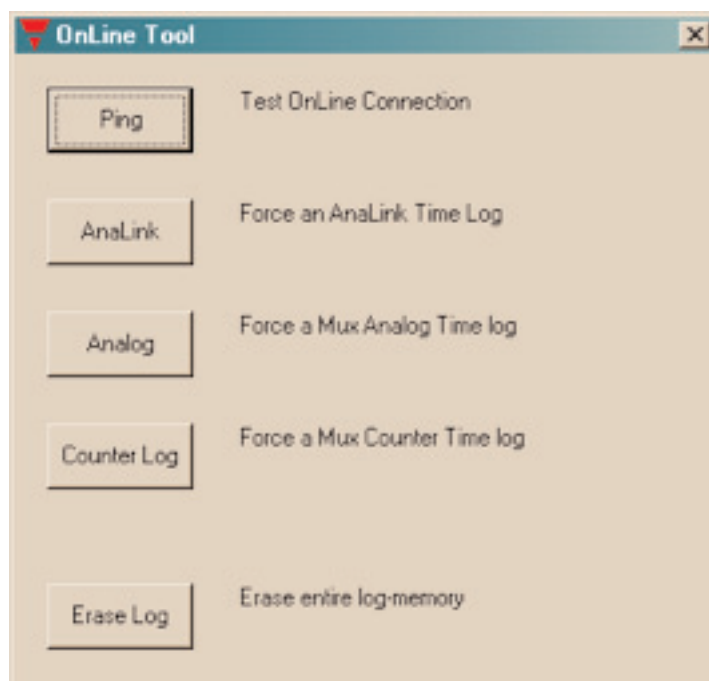 OnLine Tool
Ping
Test OnLine Connection
AnaLink
Force an AnaLink Time Log
Analog
Force a Mux Analog Time log
Counter Log
Force a Mux Counter Time log
Erase Log
Erase entire log-memory